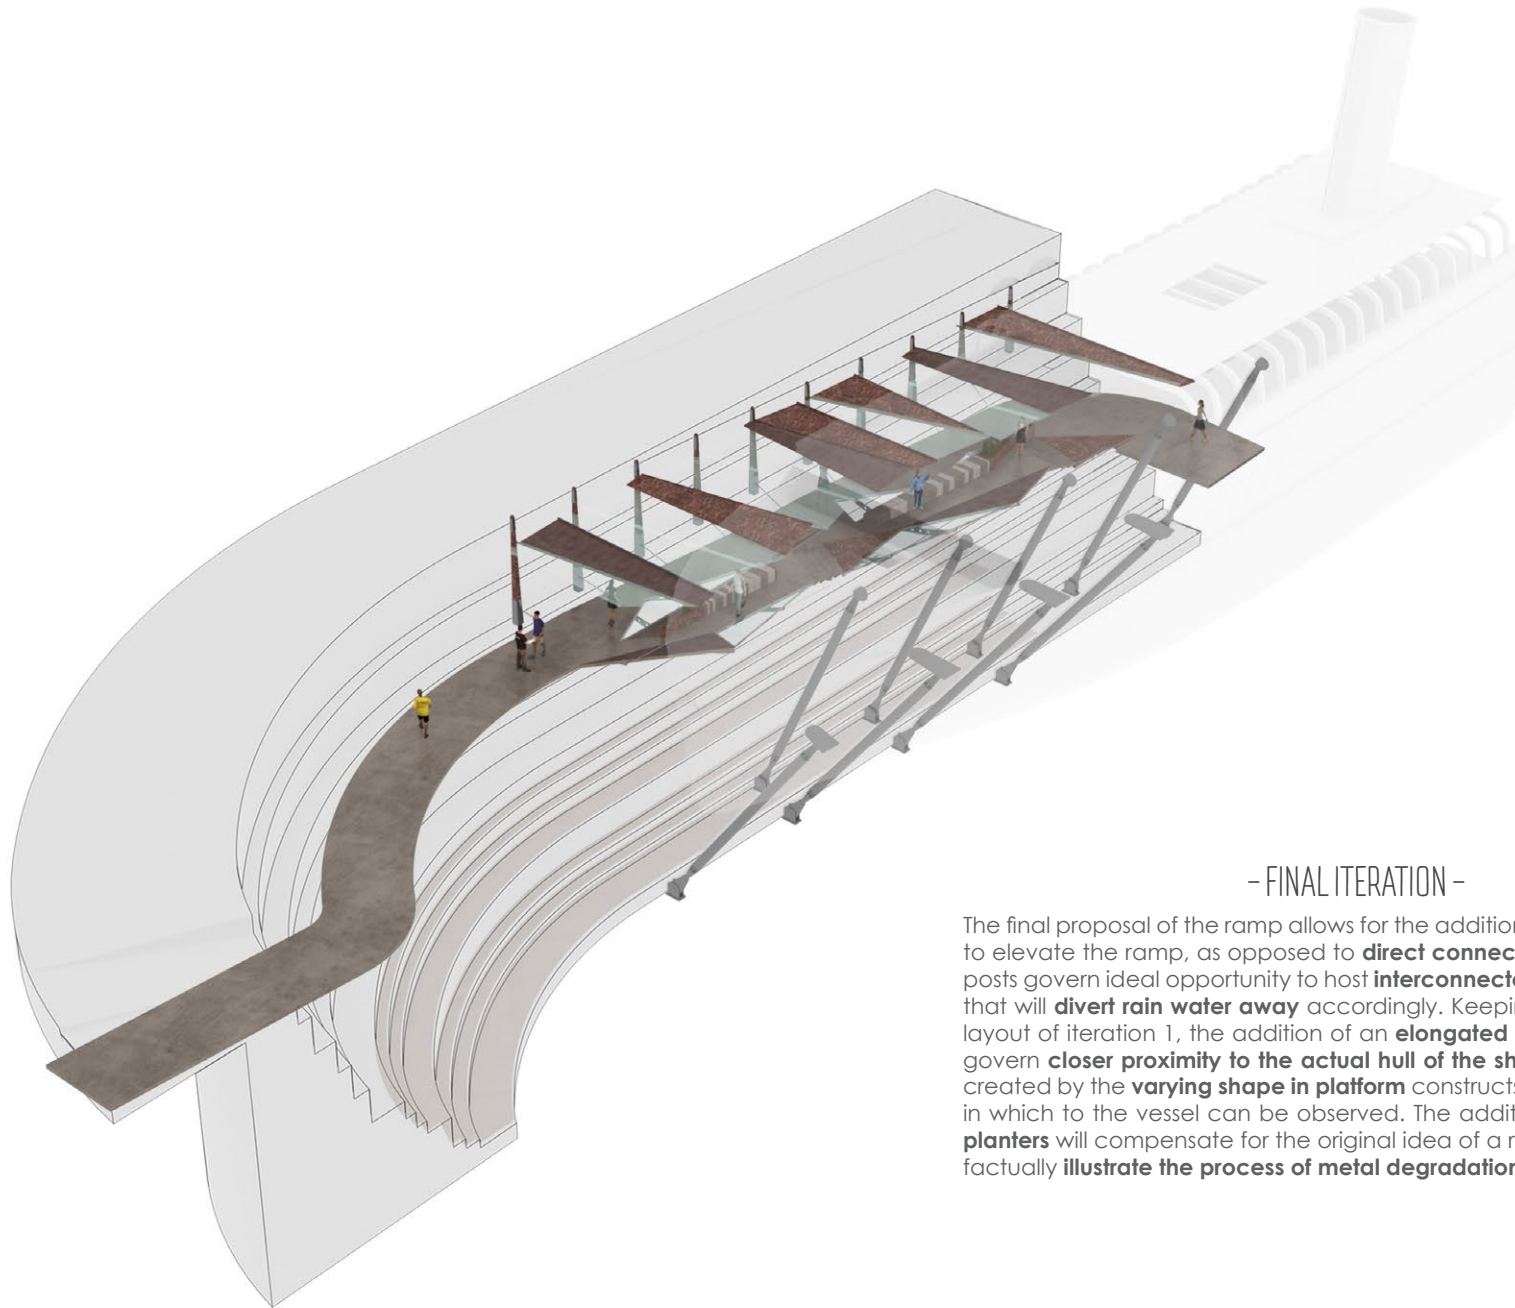 - FINAL ITERATION -
The final proposal of the ramp allows for the addition
to elevate the ramp, as opposed to direct connec
posts govern ideal opportunity to host interconnect
that will divert rain water away accordingly. Keepi
layout of iteration 1, the addition of an elongated
govern closer proximity to the actual hull of the sh
created by the varying shape in platform constructs
in which to the vessel can be observed. The addit
planters will compensate for the original idea of a r
factually illustrate the process of metal degradation